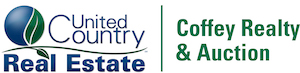 United
Country
Real Estate
Coffey Realty
& Auction